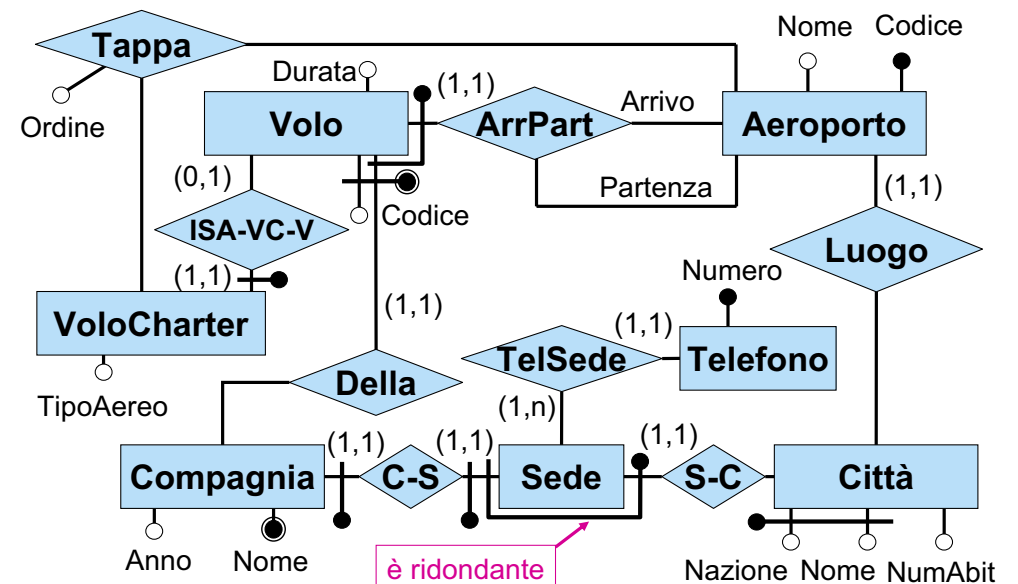 Nome Codice
Tappa
Durata
(1,1)
Ordine
Volo
ArrPart
Arrivo
Aeroporto
(0,1)
Partenza
(1,1)
Codice
ISA-VC-V
Luogo
(1,1)
Numero
VoloCharter
(1,1)
(1,1)
TelSede
Telefono
Della
TipoAereo
(1,n)
(1,1)
(1,1)
(1,1)
Compagnia
C-S
Sede
S-C
Città
Anno
Nome
è ridondante
Nazione Nome NumAbit